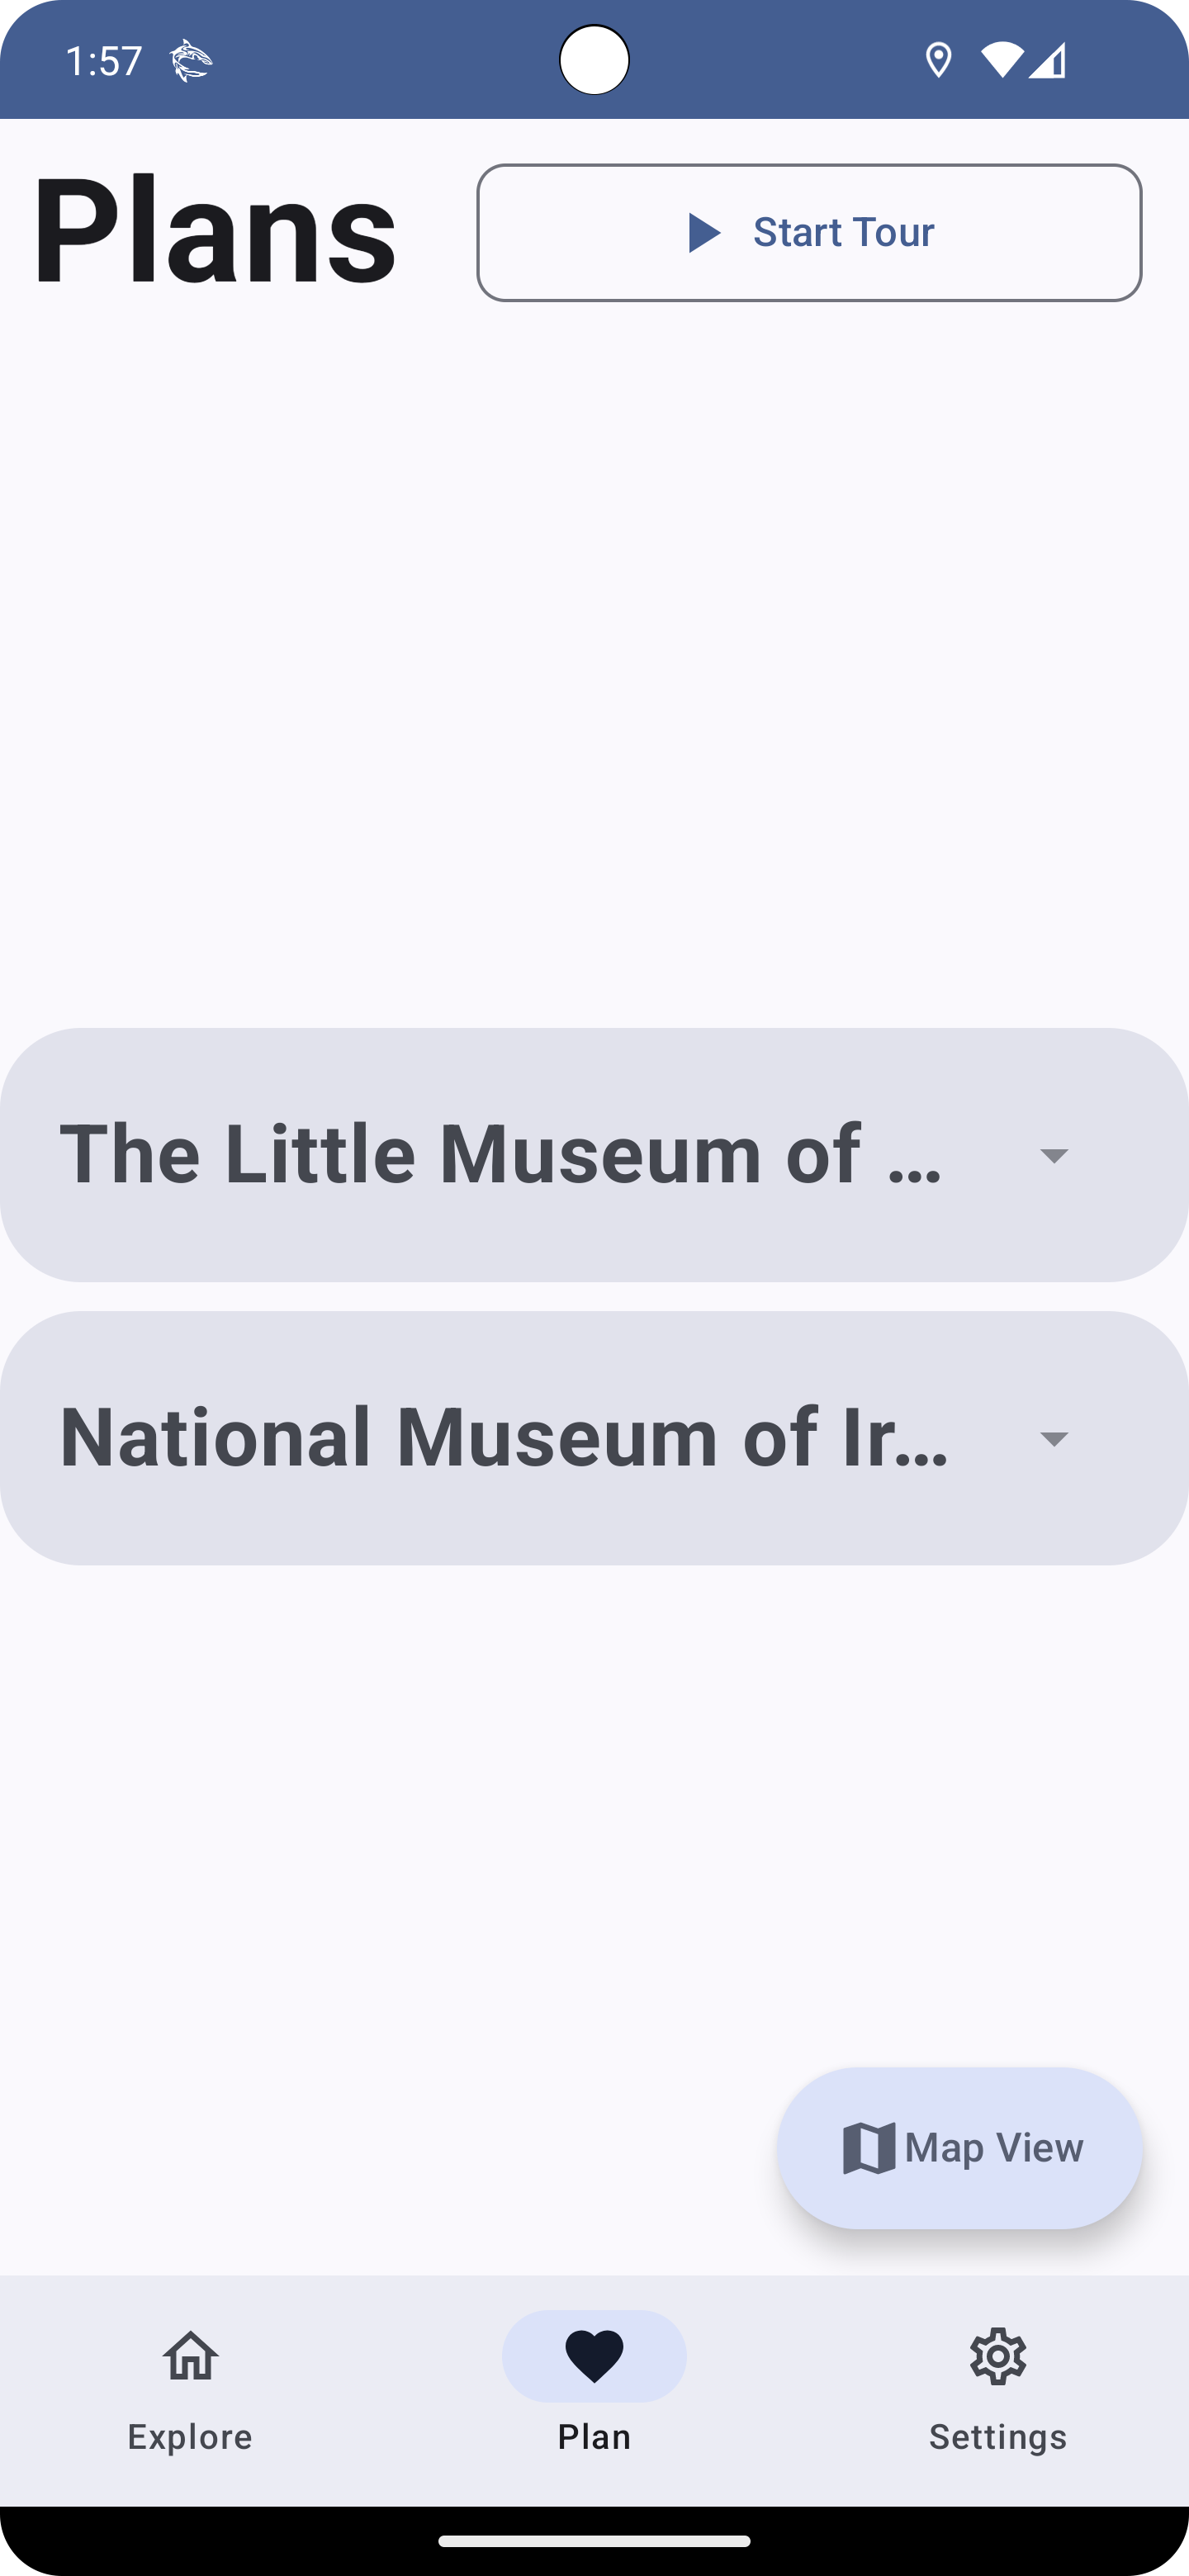 1:57
Plans
Start Tour
The Little Museum of ...
National Museum of Ir...
Map View
Explore
Plan
Settings